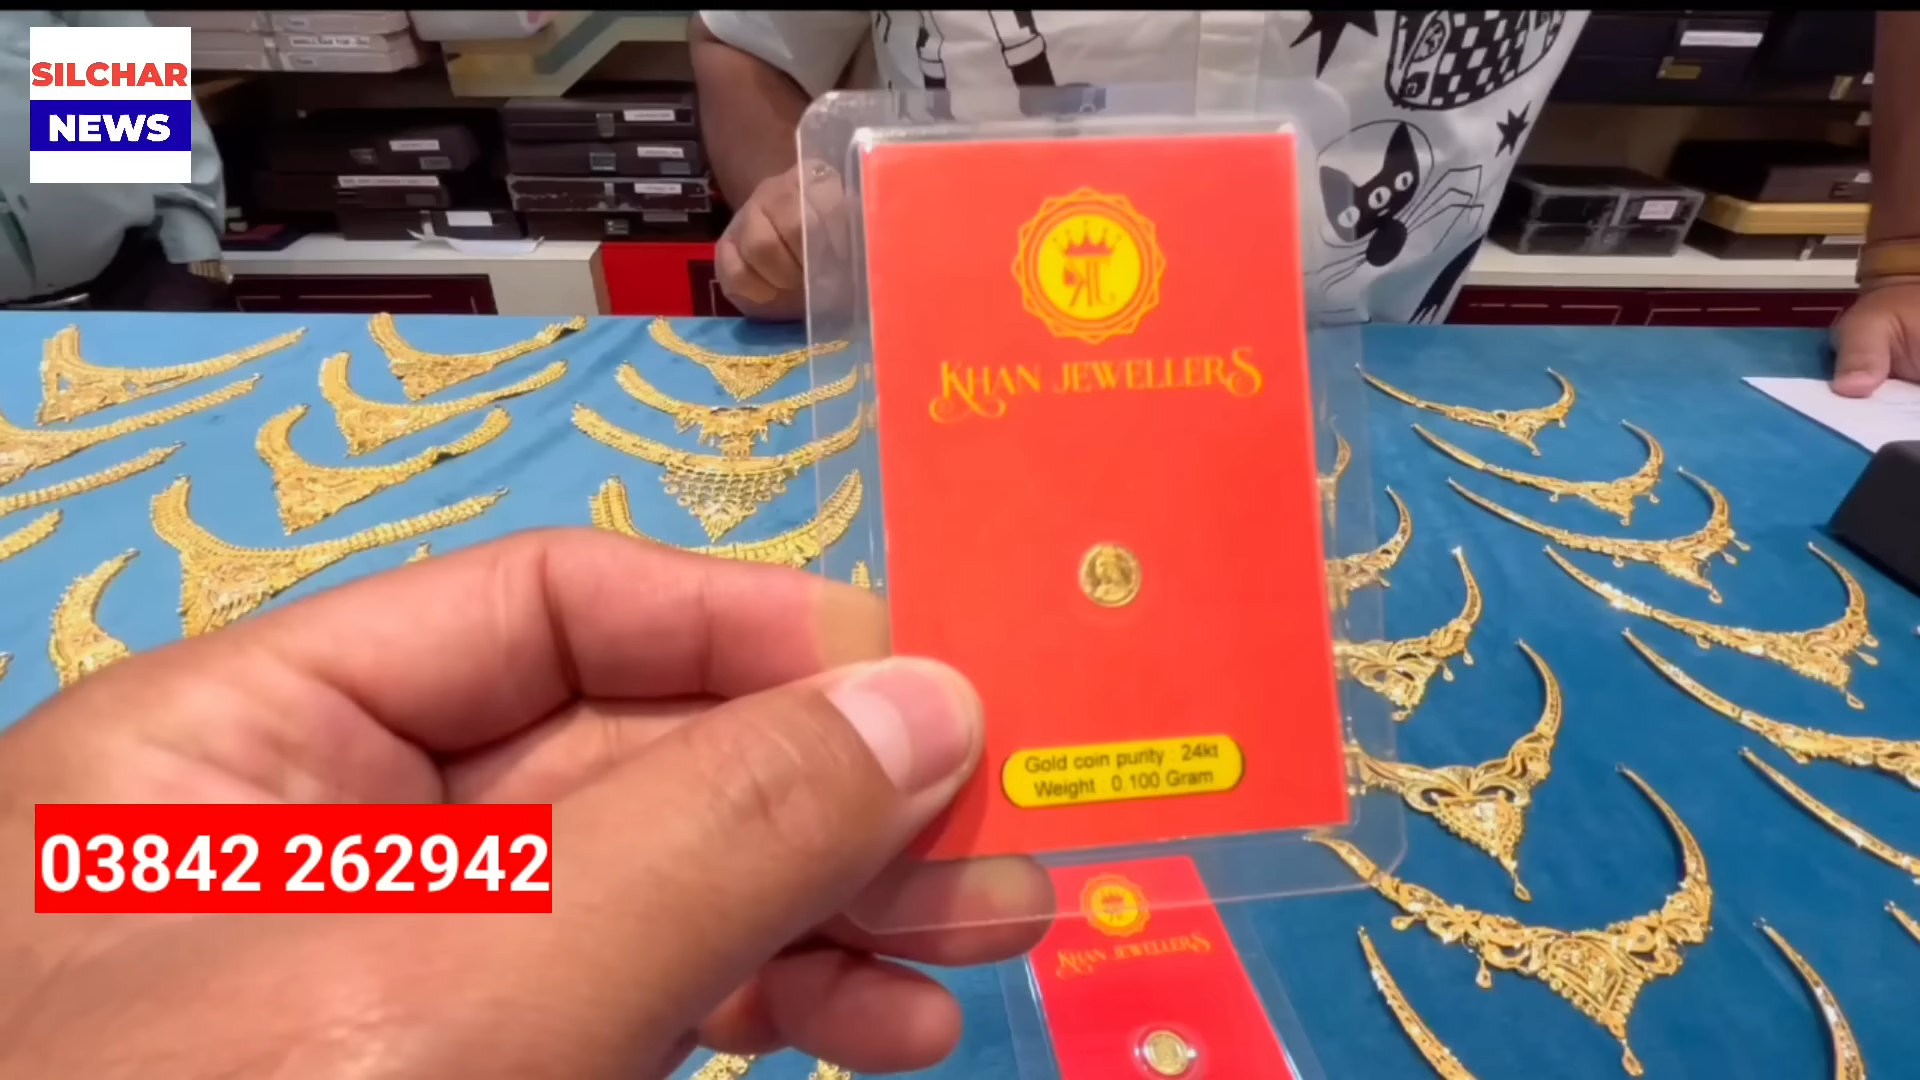 SILCHAR
NEWS
KHAN JEWELLERS
Gold coin purity : 24kt
Weight : 0.100 Gram
03842 262942
KHAN JEWELLERS